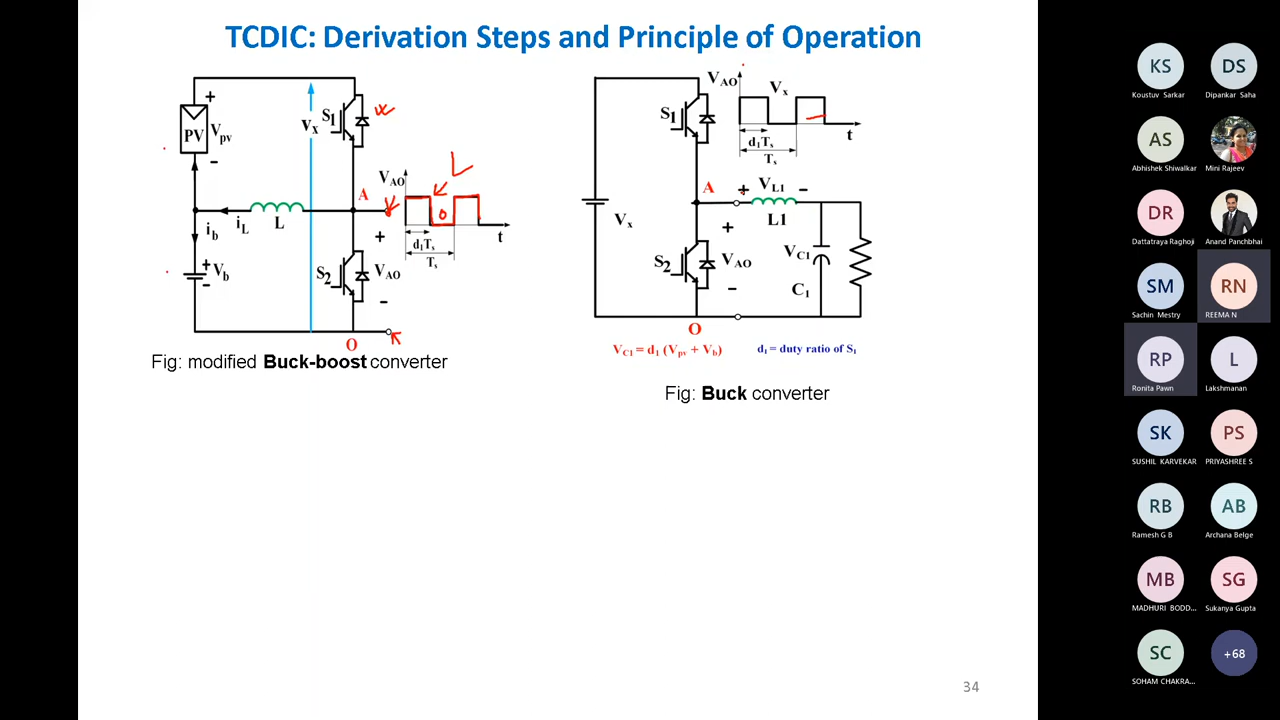 TCDIC: Derivation Steps and Principle of Operation
+
PV
Vpv
-
Vx
S1
A
VAO
0
L
iL
ib
d1Ts
Ts
t
+
Vb
-
S2
+
VAO
-
O
Fig: modified Buck-boost converter
VAO
Vx
S1
d1Ts
Ts
t
A
+ VL1 -
L1
Vx
+
S2
VAO
-
VC1
C1
O
VC1 = d1 (Vpv + Vb)
d1 = duty ratio of S1
Fig: Buck converter
34
KS
Koustuv Sarkar
DS
Dipankar Saha
AS
Abhishek Shiwalkar
Mini Rajeev
DR
Dattatraya Raghoji
Anand Panchbhai
SM
Sachin Mestry
RN
REEMA N
RP
Ronita Pawn
L
Lakshmanan
SK
SUSHIL KARVEKAR
PS
PRIYASHREE S
RB
Ramesh G B
AB
Archana Belge
MB
MADHURI BODD...
SG
Sukanya Gupta
SC
SOHAM CHAKRA...
+68